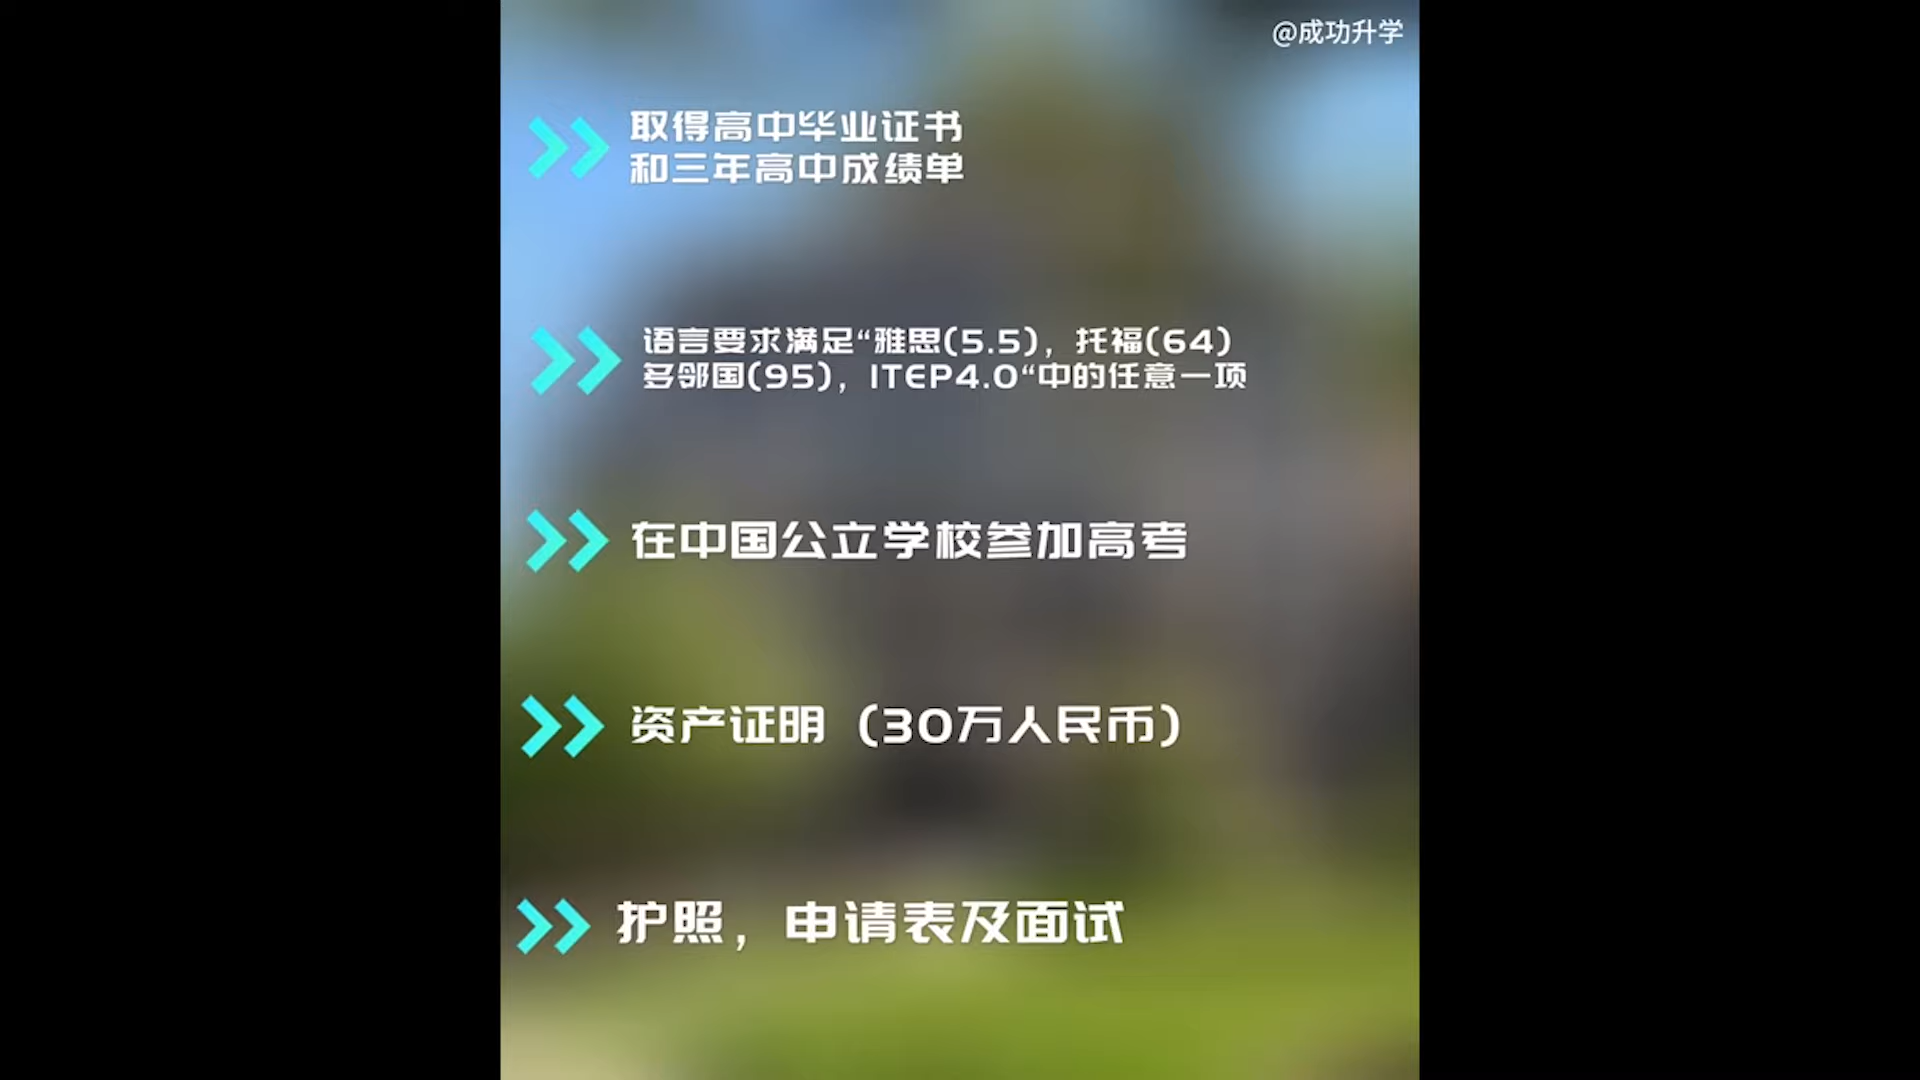 @成功升学
取得高中毕业证书
和三年高中成绩单
语言要求满足“雅思(5.5)，托福(64)
多邻国(95)，ITEP4.0“中的任意一项
在中国公立学校参加高考
资产证明（30万人民币）
护照，申请表及面试